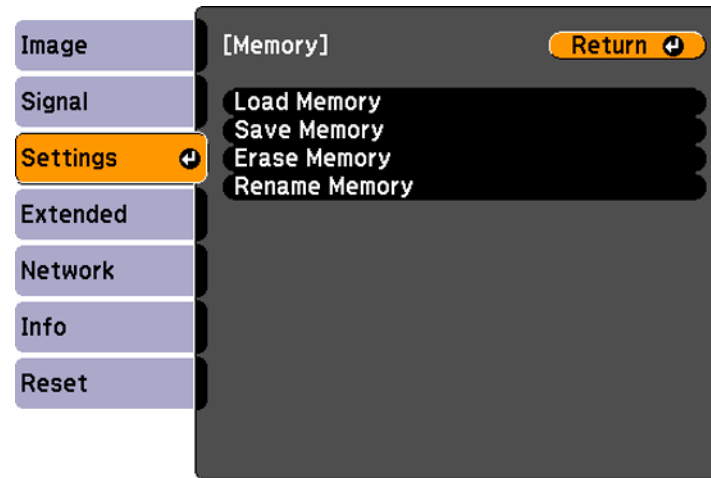 Image
Signal
Settings
Extended
Network
Info
Reset
[Memory]
Return
Load Memory
Save Memory
Erase Memory
Rename Memory